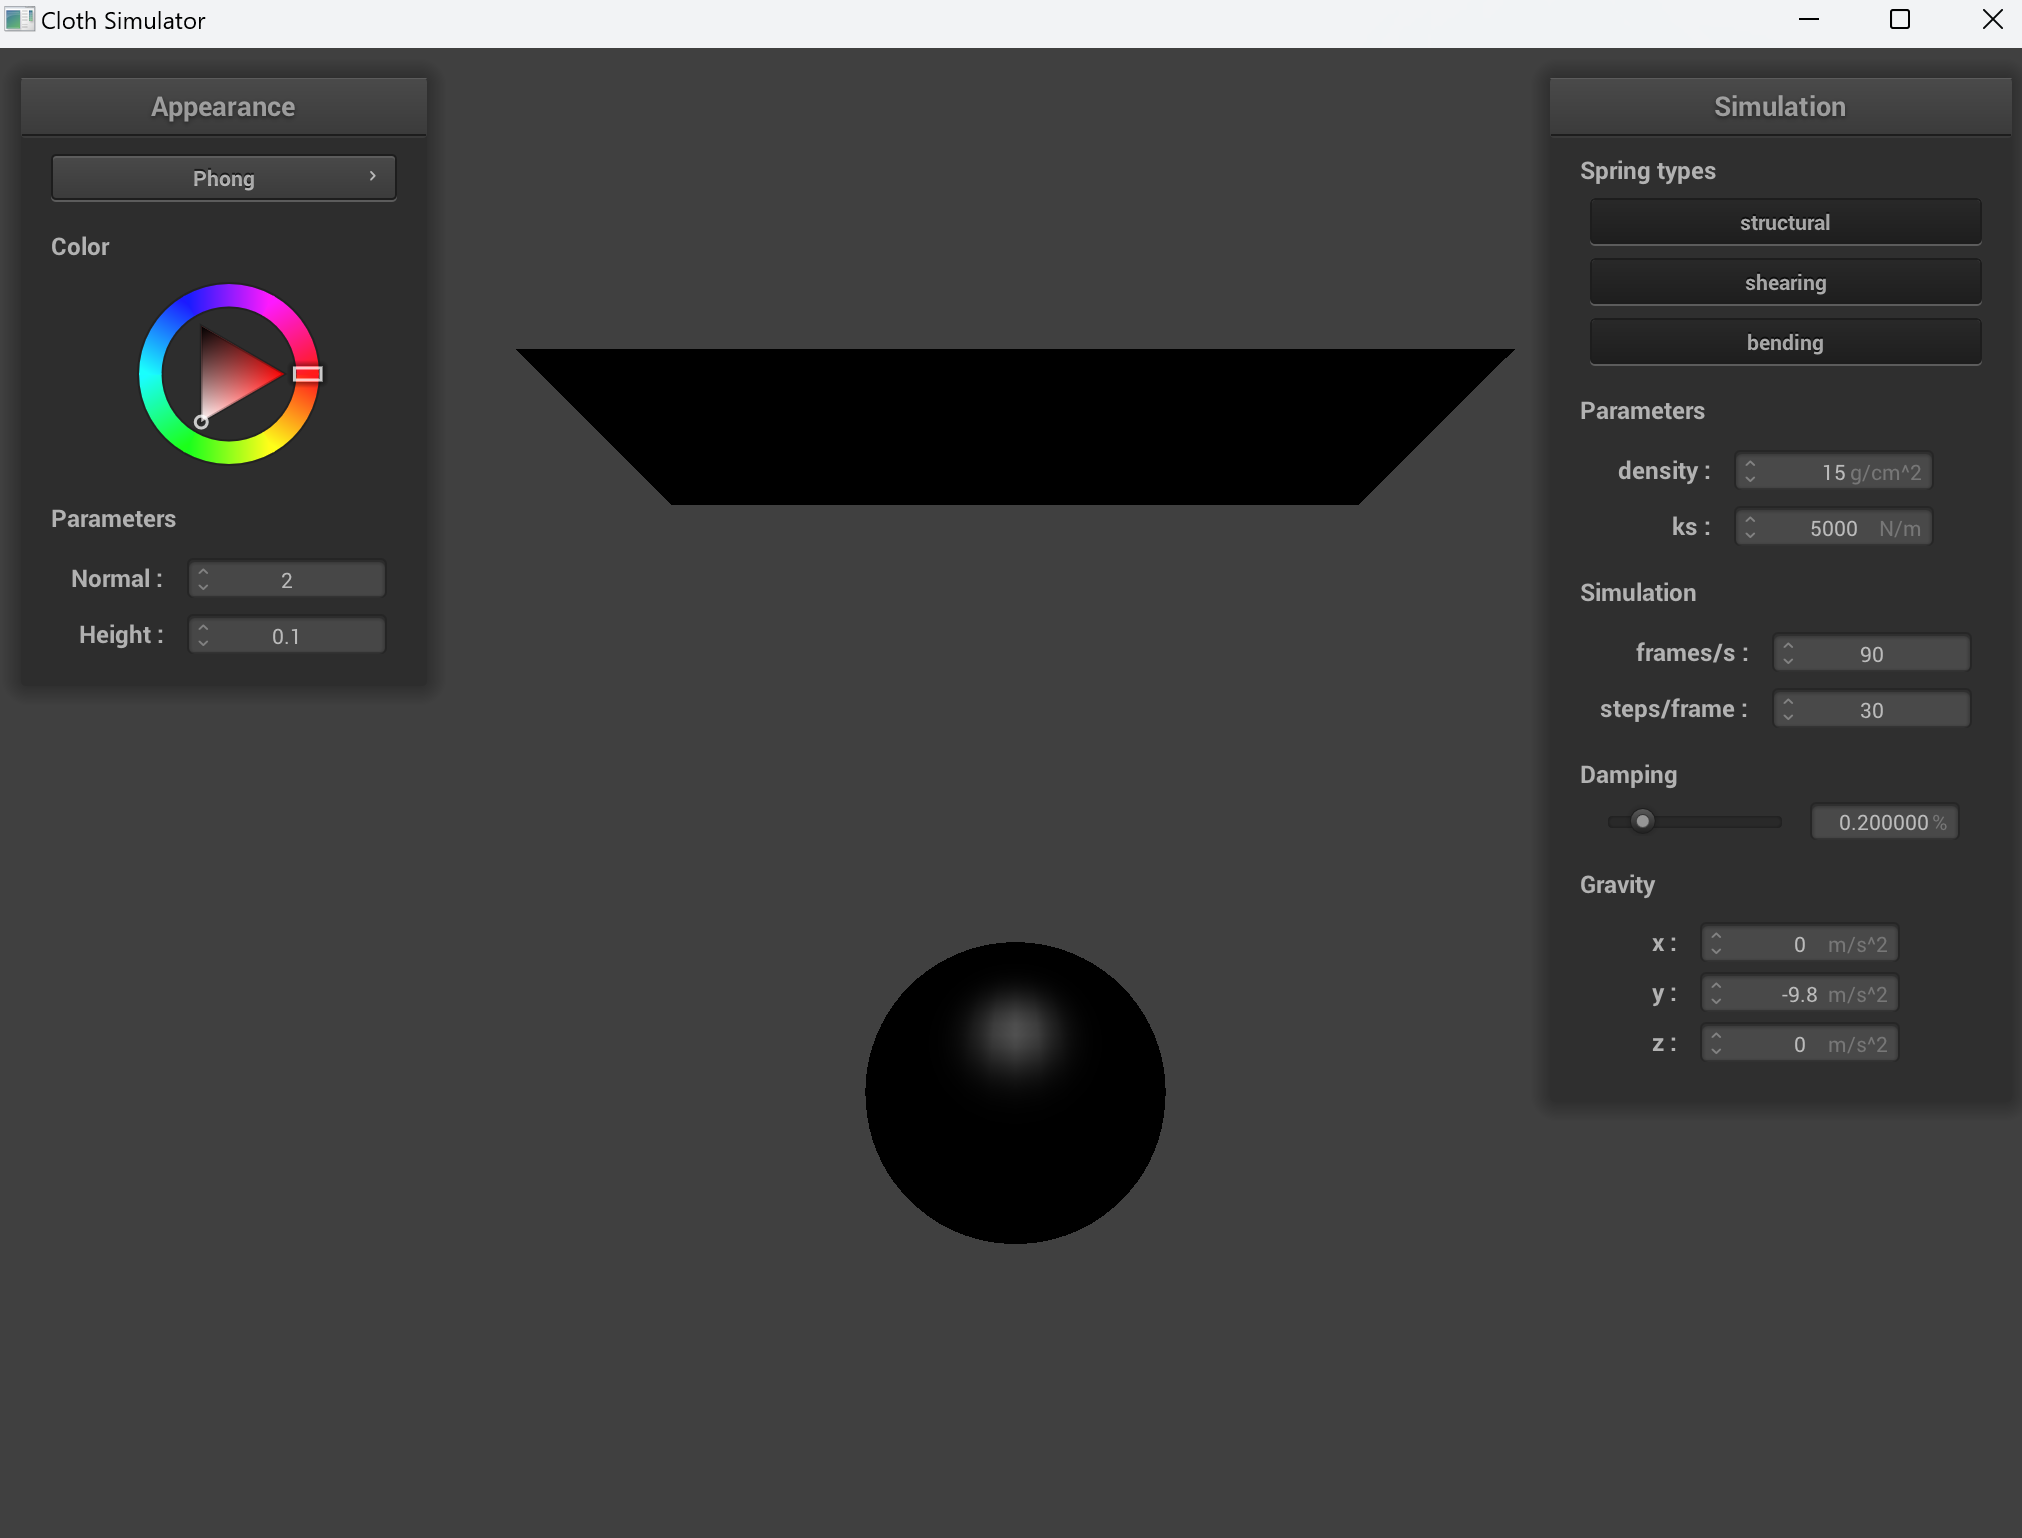 Cloth Simulator
Appearance
Phong
Color
Parameters
Normal : 2
Height : 0.1
Simulation
Spring types
structural
shearing
bending
Parameters
density : 15 g/cm^2
ks : 5000 N/m
Simulation
frames/s : 90
steps/frame : 30
Damping
0.200000 %
Gravity
x : 0 m/s^2
y : -9.8 m/s^2
z : 0 m/s^2